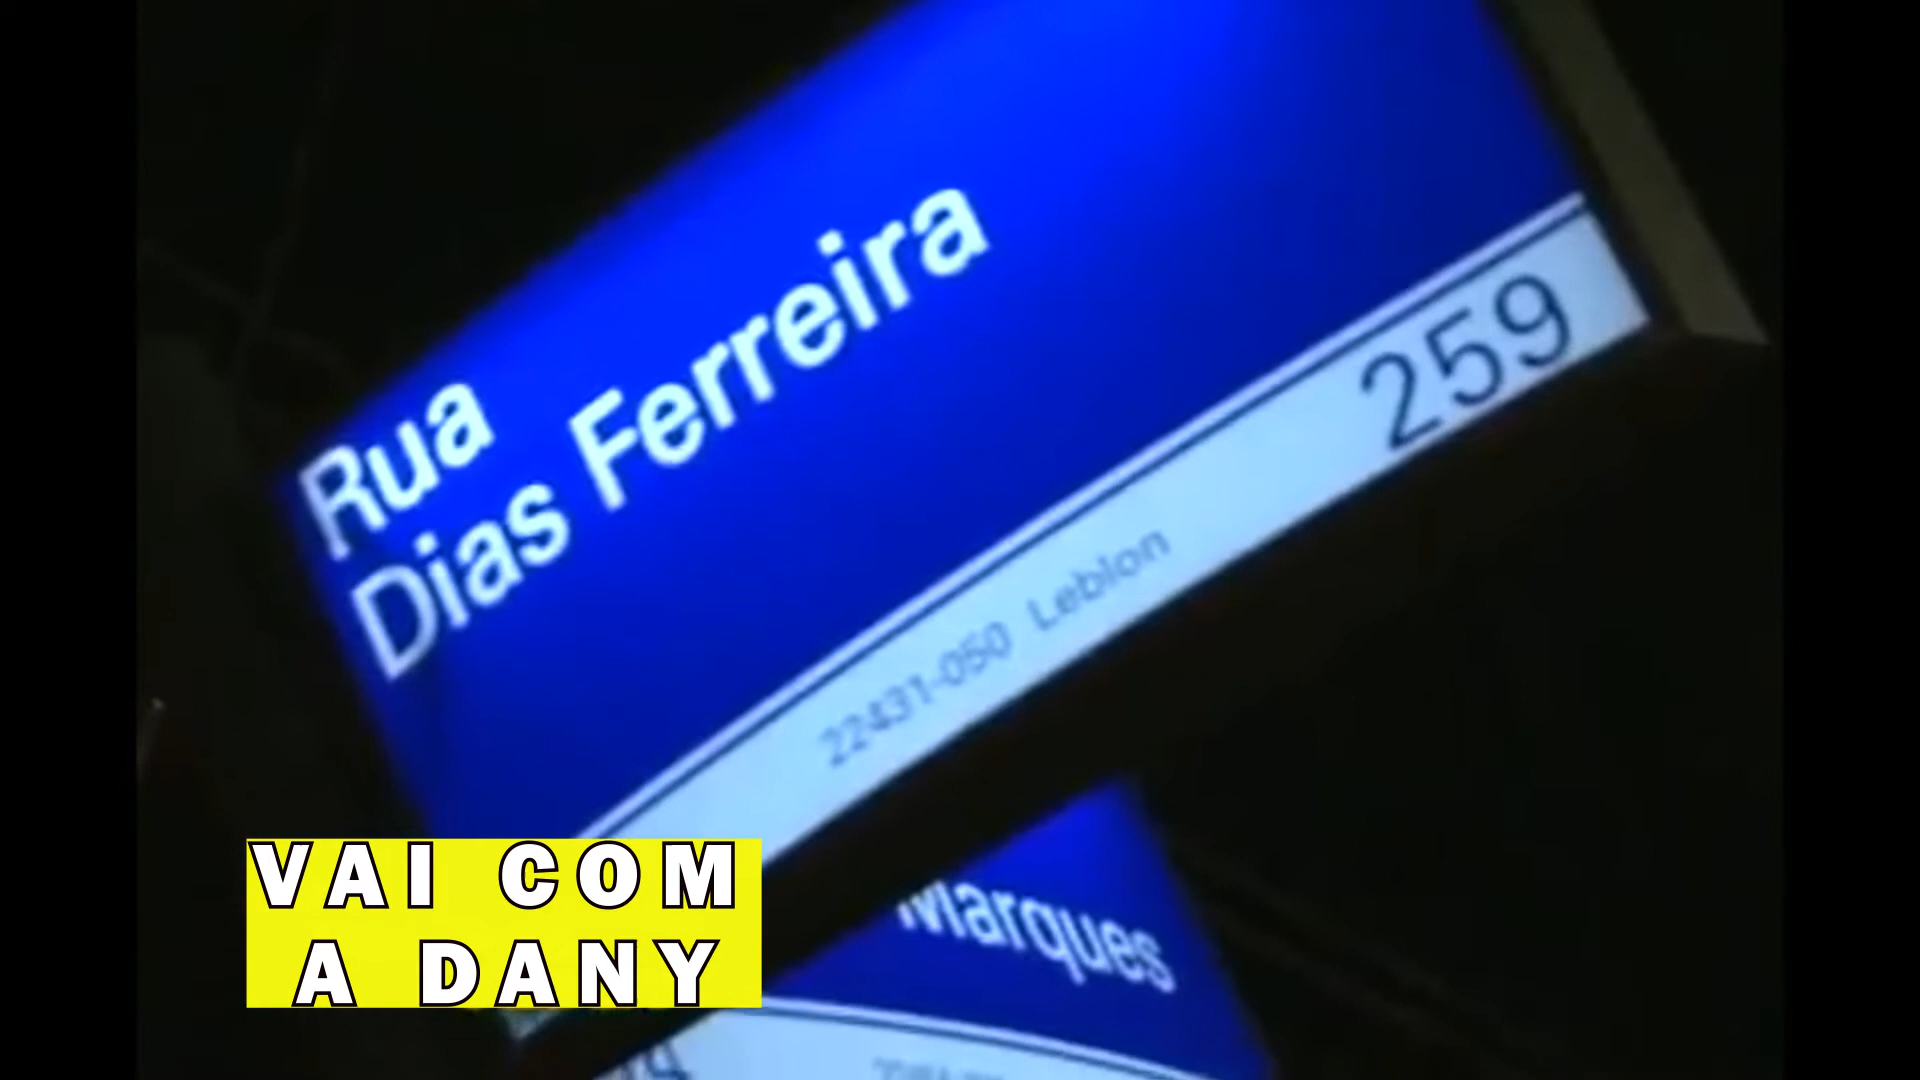 Rua
Dias Ferreira
259
22431-050 Leblon
Marques
VAI COM
A DANY